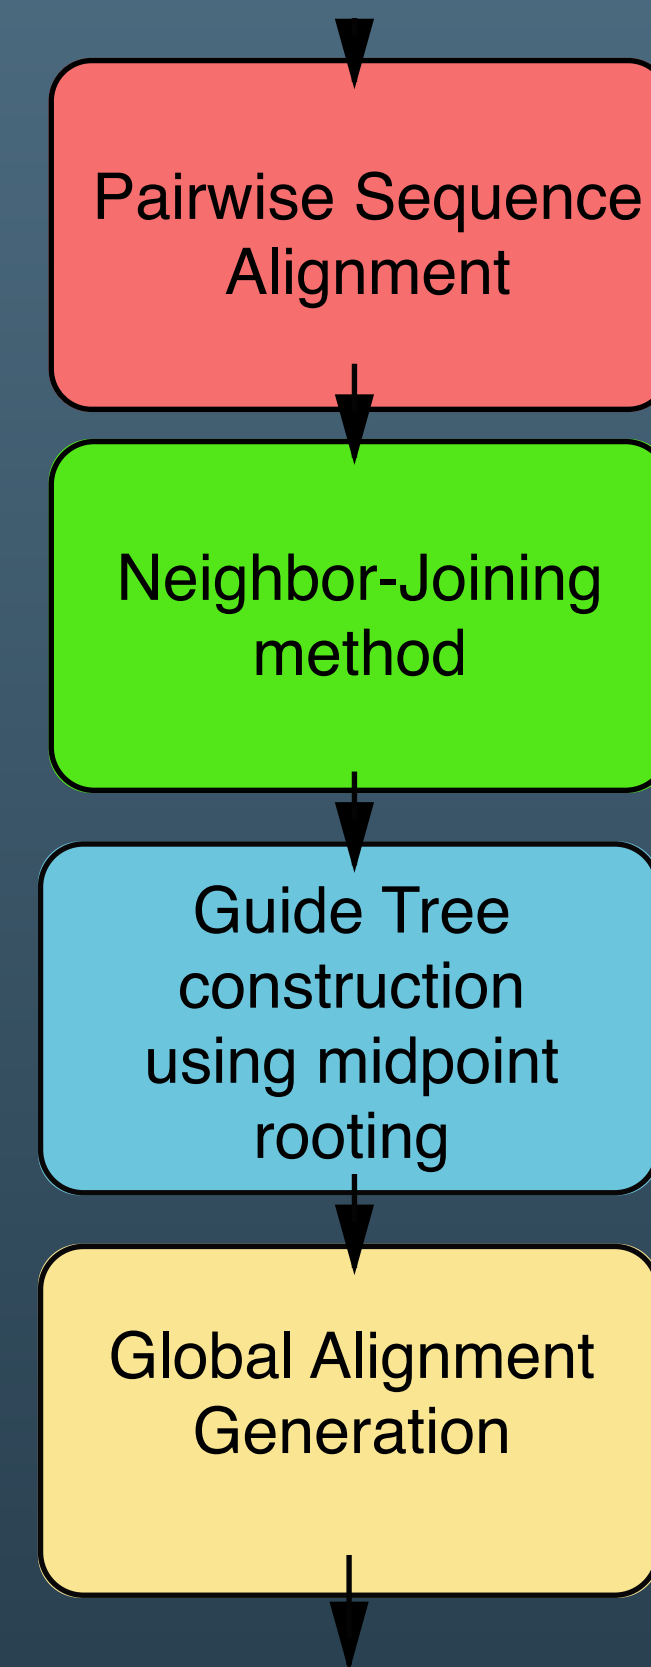 Pairwise Sequence
Alignment
Neighbor-Joining
method
Guide Tree
construction
using midpoint
rooting
Global Alignment
Generation